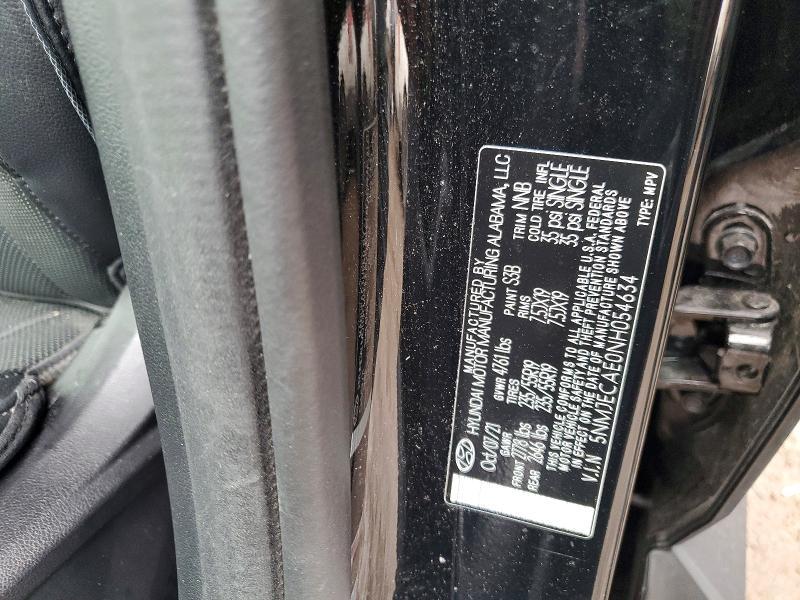 MANUFACTURED BY
HYUNDAI MOTOR MANUFACTURING ALABAMA, LLC
Oct/07/21 GVWR 4761 lbs PAINT S3B TRIM NNB
GAWR TIRES RIMS COLD TIRE INFL
FRONT 2778 lbs 235/55R19 7.5JX19 35 psi SINGLE
REAR 2646 lbs 235/55R19 7.5JX19 35 psi SINGLE
THIS VEHICLE CONFORMS TO ALL APPLICABLE U.S.A. FEDERAL
MOTOR VEHICLE SAFETY AND THEFT PREVENTION STANDARDS
IN EFFECT ON THE DATE OF MANUFACTURE SHOWN ABOVE
V.I.N 5NMJECAE0NH054634 TYPE: MPV